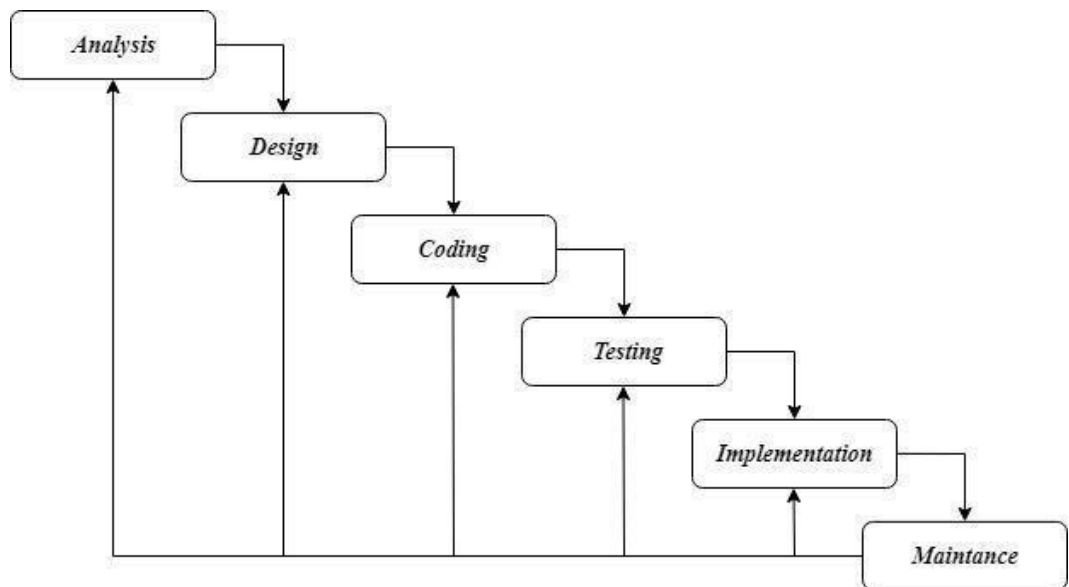 Analysis
Design
Coding
Testing
Implementation
Maintance